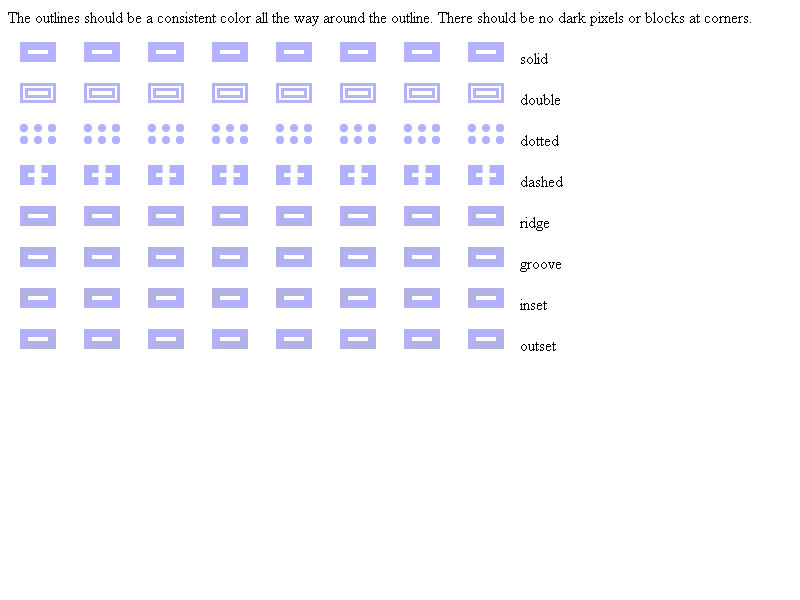 The outlines should be a consistent color all the way around the outline. There should be no dark pixels or blocks at corners.
solid
double
dotted
dashed
ridge
groove
inset
outset